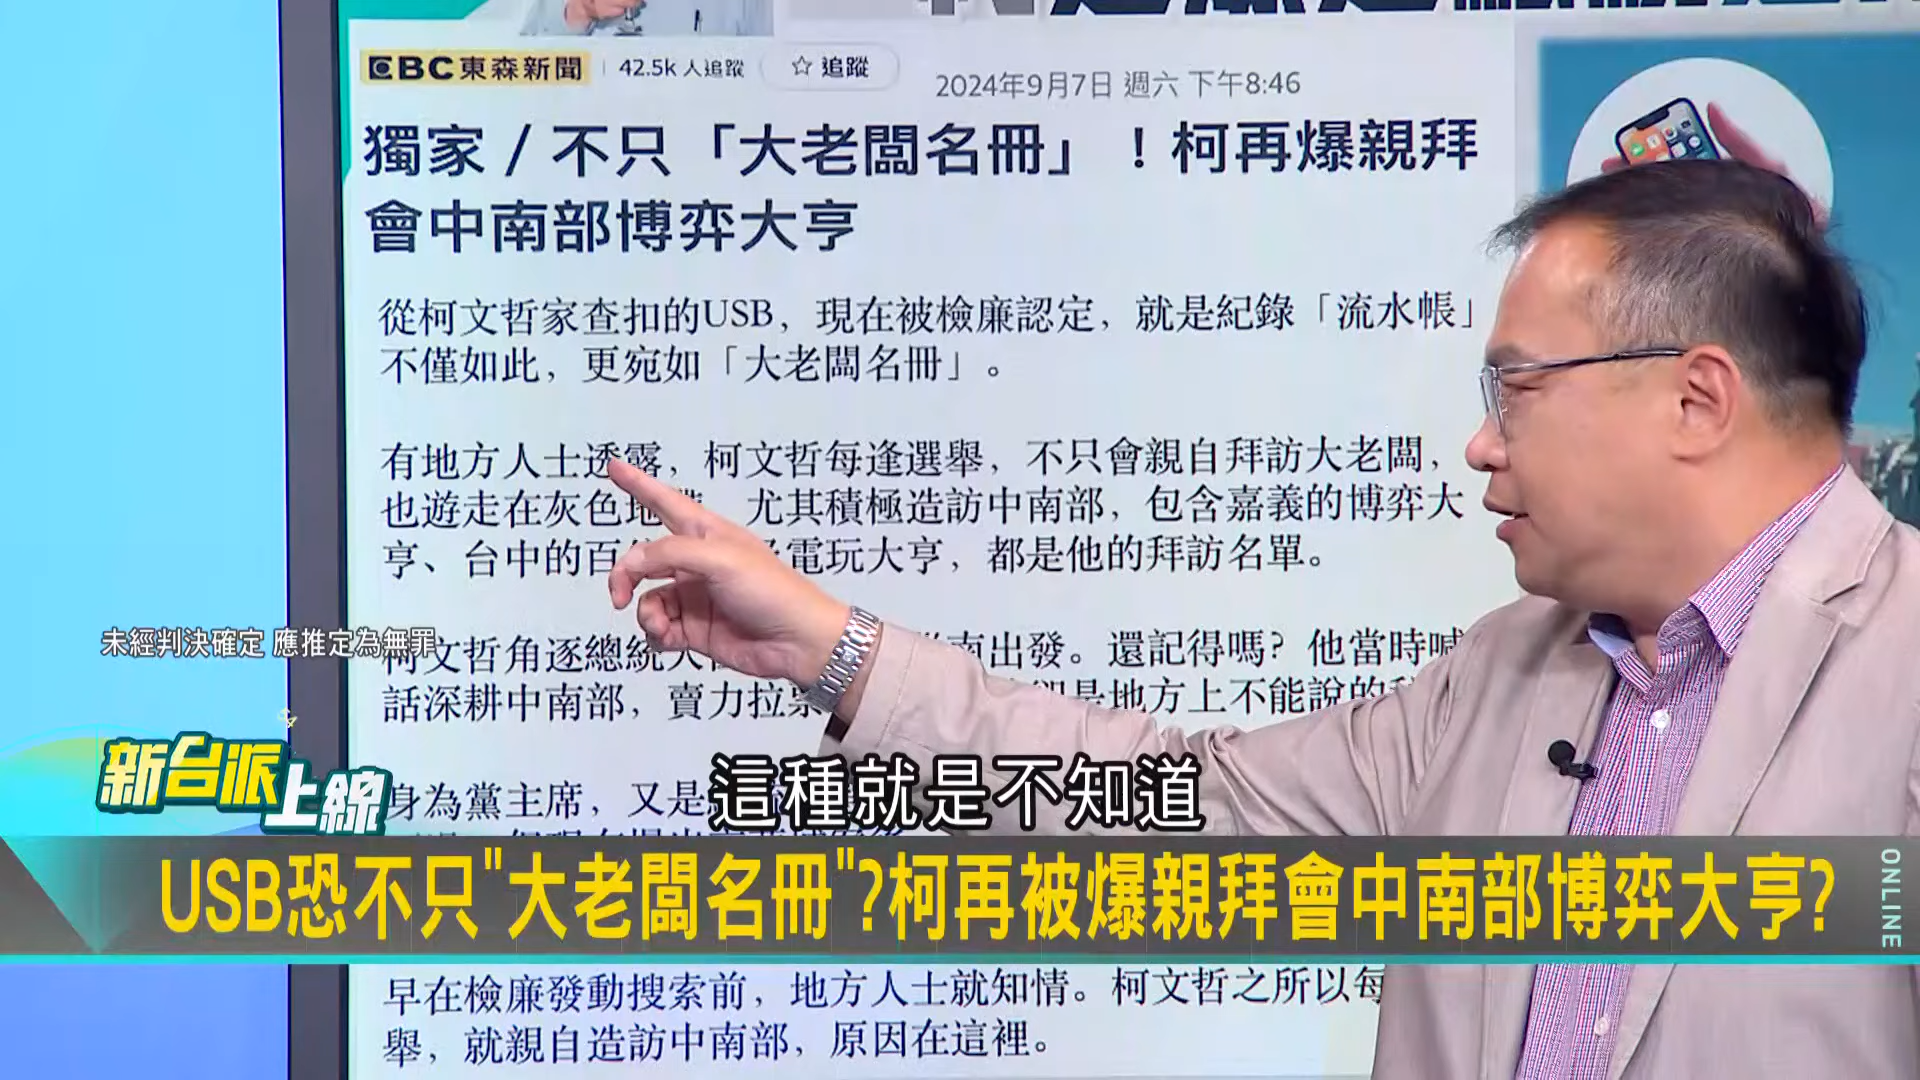 EBC東森新聞 42.5k 人追蹤 ☆ 追蹤
2024年9月7日 週六 下午8:46
獨家／不只「大老闆名冊」！柯再爆親拜
會中南部博弈大亨
從柯文哲家查扣的USB，現在被檢廉認定，就是紀錄「流水帳」
不僅如此，更宛如「大老闆名冊」。
有地方人士透露，柯文哲每逢選舉，不只會親自拜訪大老闆，
也遊走在灰色地帶，尤其積極造訪中南部，包含嘉義的博弈大
亨、台中的百 電玩大亨，都是他的拜訪名單。
未經判決確定 應推定為無罪
柯文哲角逐總統大 南出發。還記得嗎？他當時喊
話深耕中南部，賣力拉票 是地方上不能說的
新台派上線
身為黨主席，又是
這種就是不知道
USB恐不只"大老闆名冊"?柯再被爆親拜會中南部博弈大亨?
ONLINE
早在檢廉發動搜索前，地方人士就知情。柯文哲之所以每
舉，就親自造訪中南部，原因在這裡。